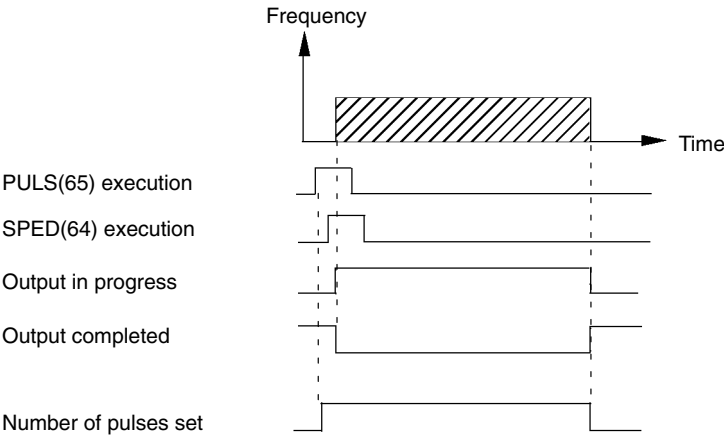 Frequency
Time
PULS(65) execution
SPED(64) execution
Output in progress
Output completed
Number of pulses set